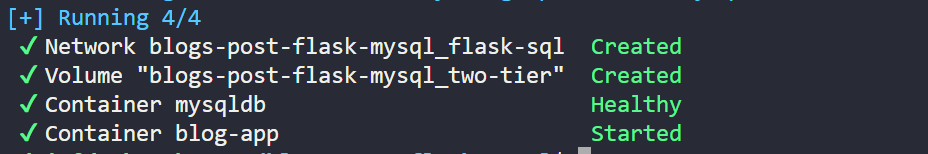 [+] Running 4/4
✓ Network blogs-post-flask-mysql_flask-sql Created
✓ Volume "blogs-post-flask-mysql_two-tier" Created
✓ Container mysqldb Healthy
✓ Container blog-app Started